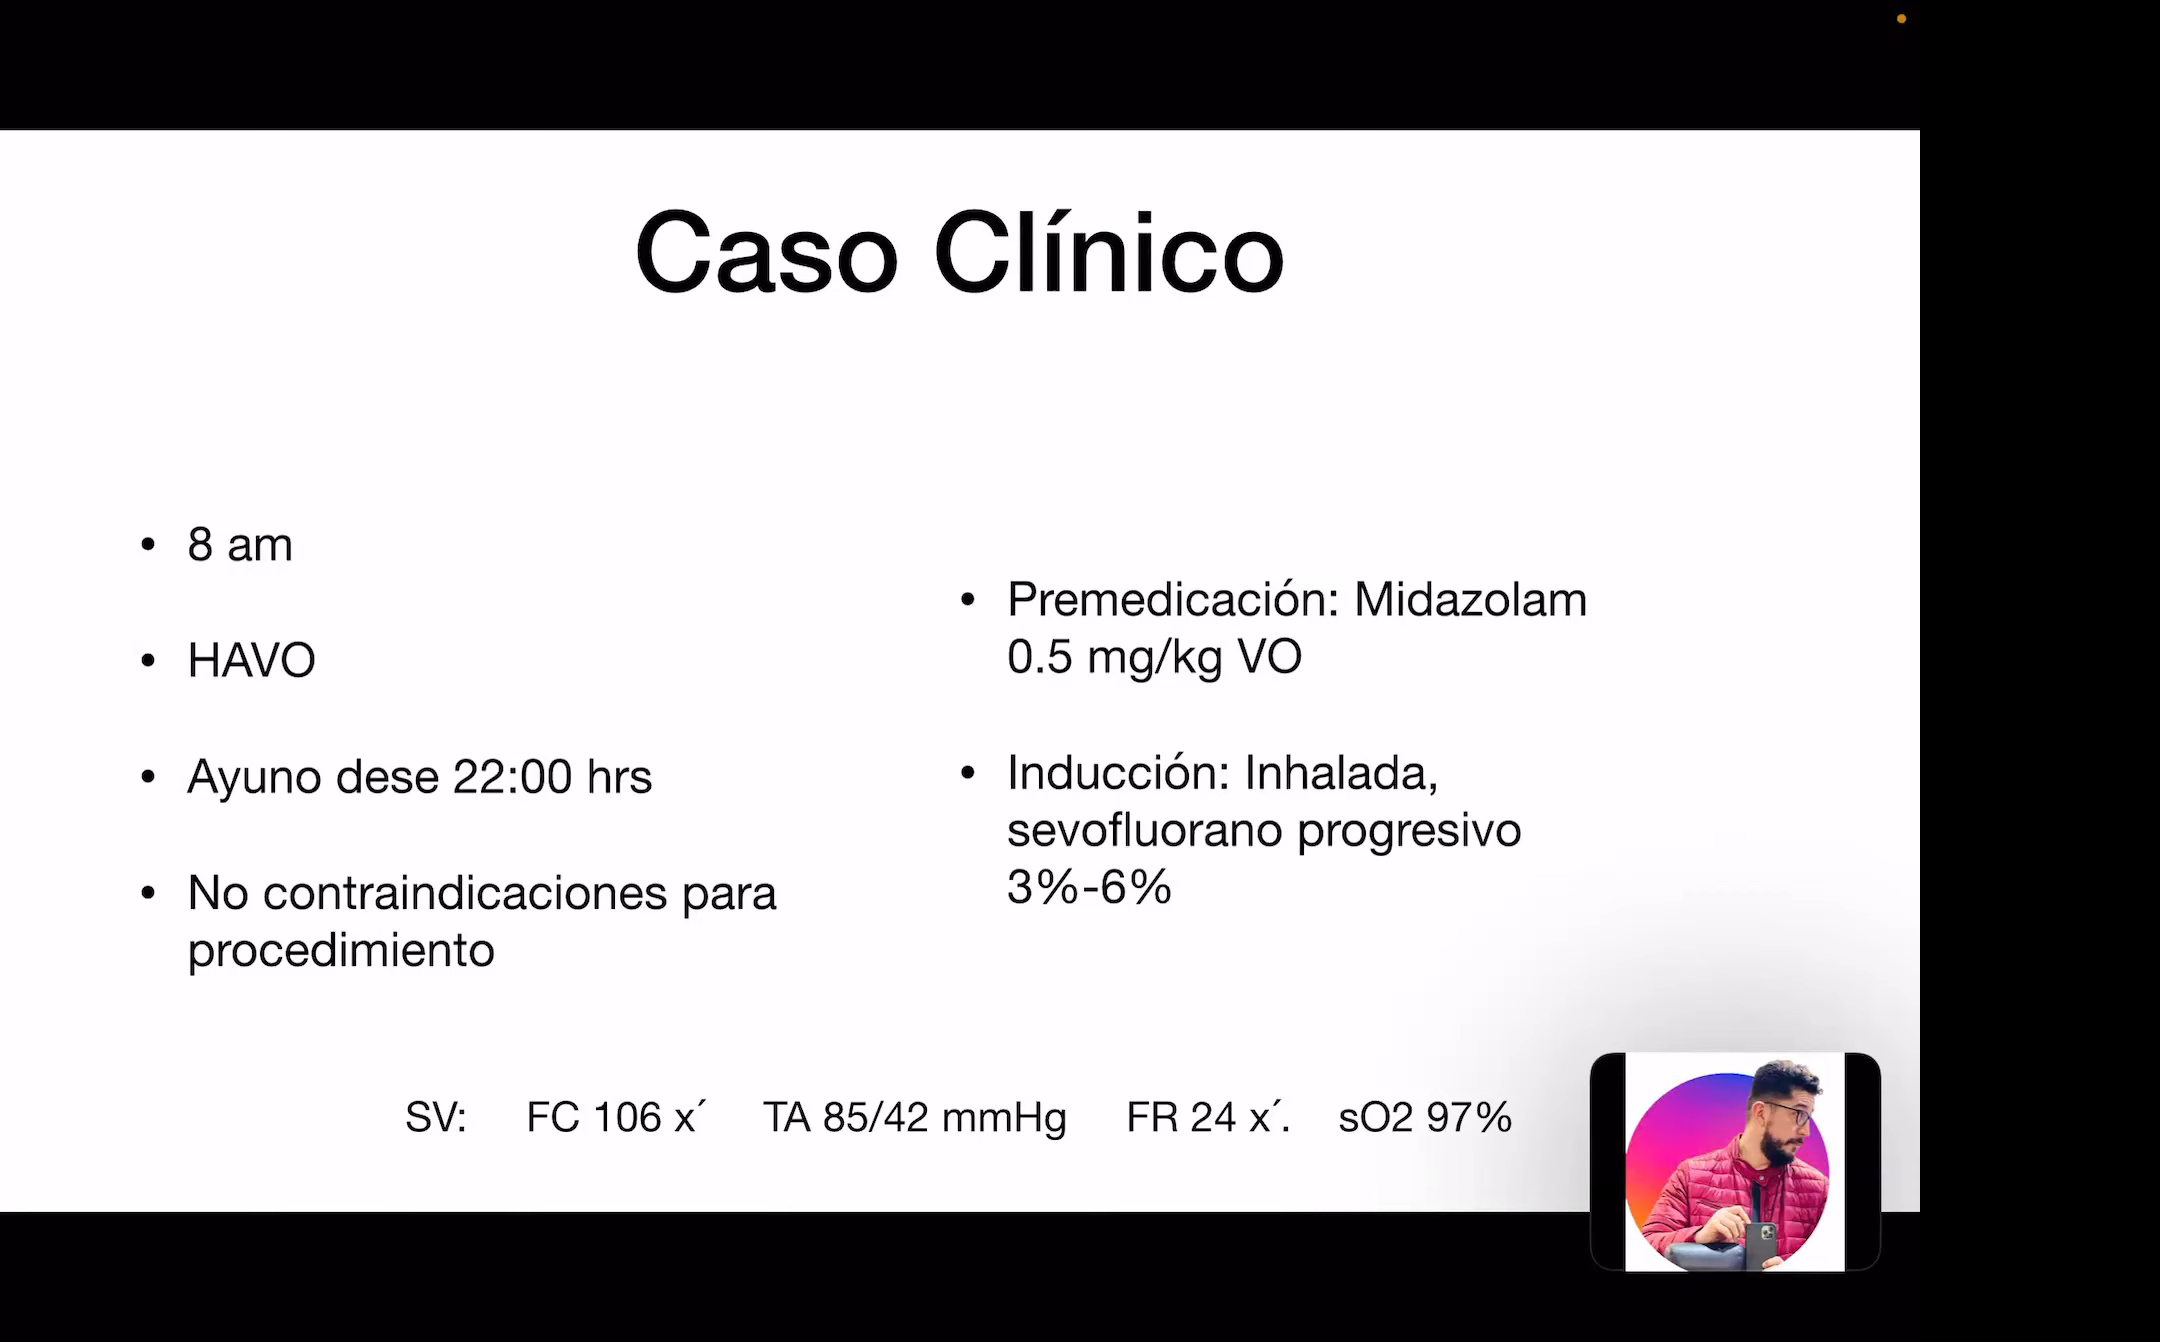 Caso Clínico
• 8 am
• HAVO
• Ayuno dese 22:00 hrs
• No contraindicaciones para
procedimiento
• Premedicación: Midazolam
0.5 mg/kg VO
• Inducción: Inhalada,
sevofluorano progresivo
3%-6%
SV: FC 106 x´ TA 85/42 mmHg FR 24 x´. sO2 97%